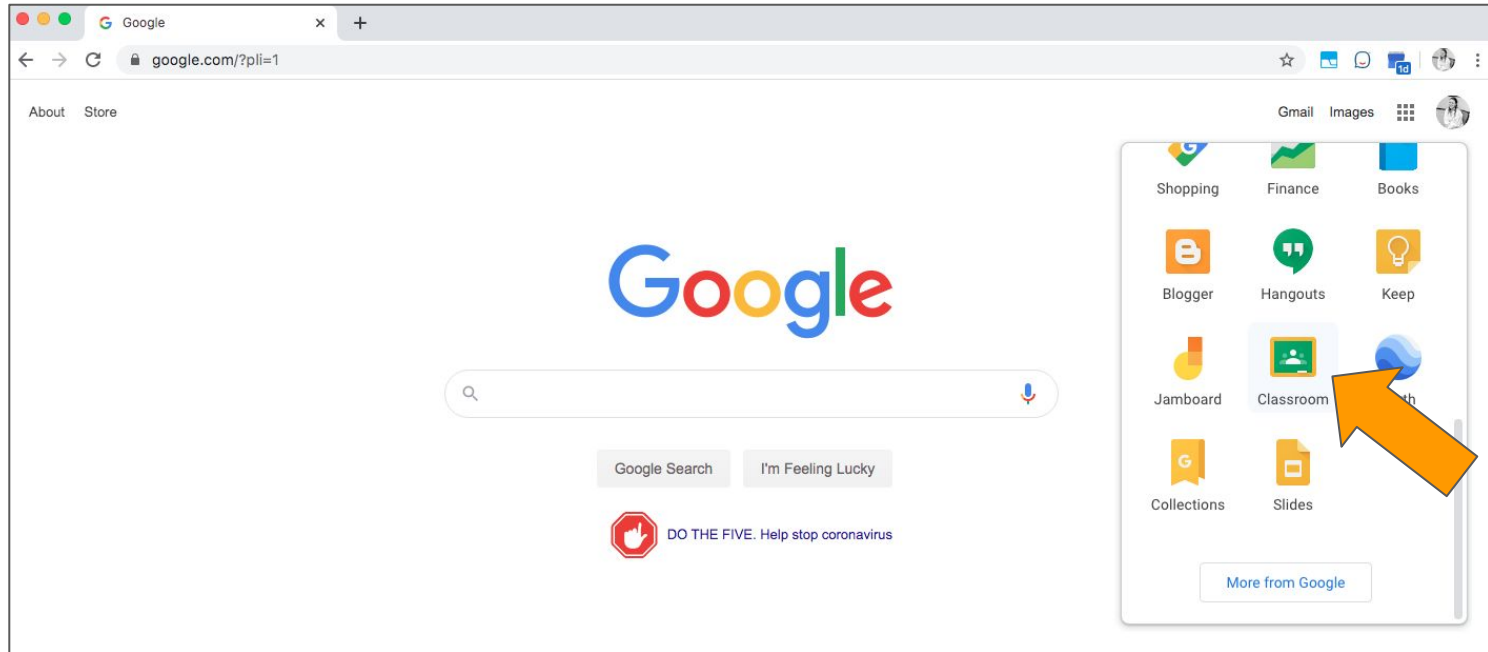 Google
google.com/?pli=1
1d
About Store
Gmail Images
Shopping Finance Books
Google
Blogger Hangouts Keep
Jamboard Classroom
Google Search I'm Feeling Lucky
Collections Slides
DO THE FIVE. Help stop coronavirus
More from Google